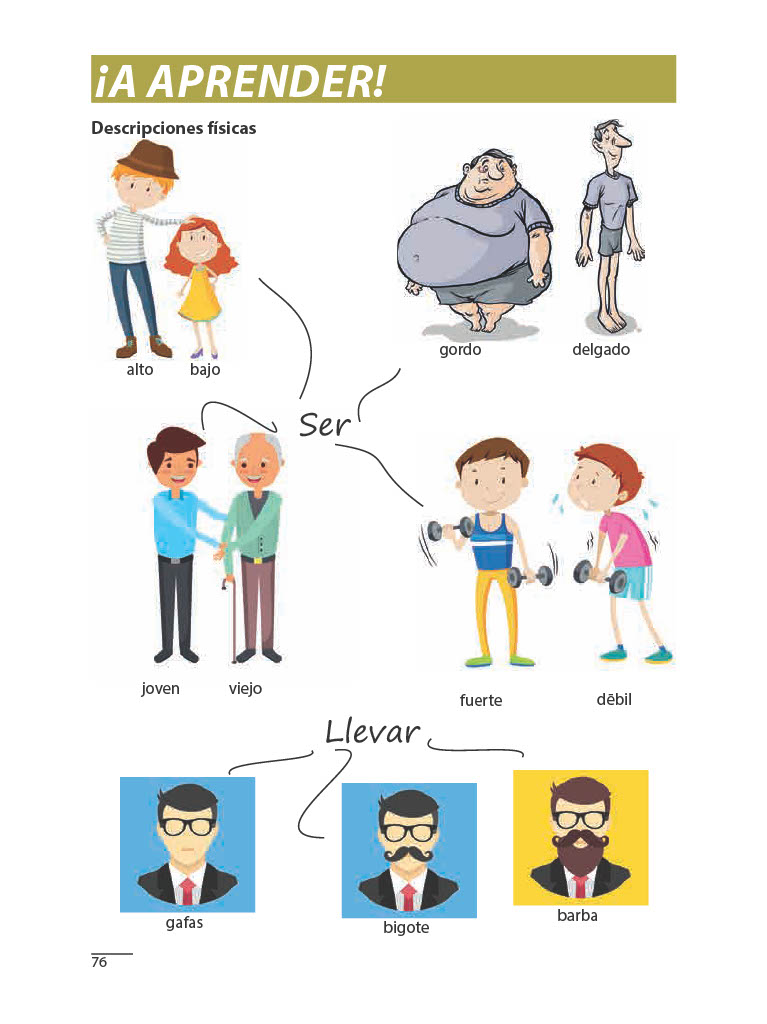 ¡A APRENDER!
Descripciones físicas
alto bajo
gordo delgado
Ser
joven viejo
fuerte dēbil
Llevar
gafas
bigote
barba
76